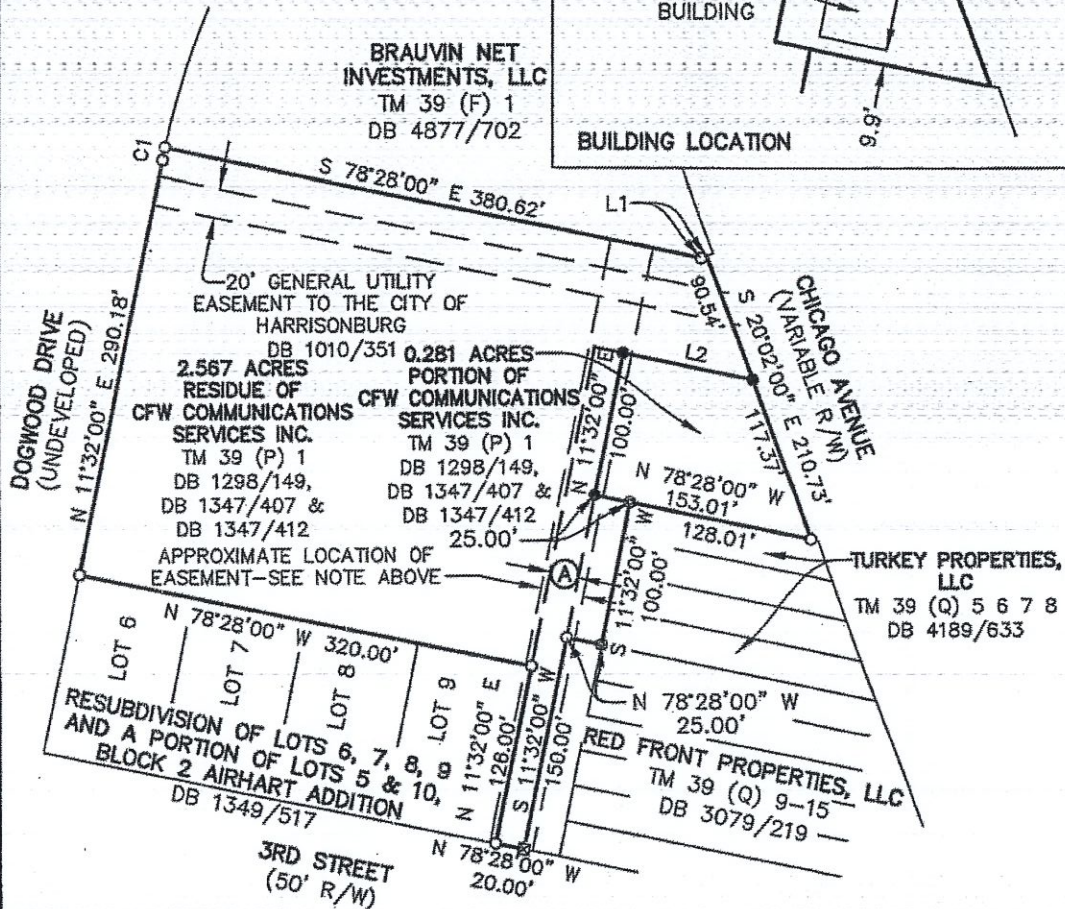 BUILDING
9.9'
BUILDING LOCATION
BRAUVIN NET
INVESTMENTS, LLC
TM 39 (F) 1
DB 4877/702
C1
S 78°28'00" E 380.62'
L1
20' GENERAL UTILITY
EASEMENT TO THE CITY OF
HARRISONBURG
DB 1010/351
90.54'
S 20°02'00" E 210.73'
117.37'
CHICAGO AVENUE
(VARIABLE R/W)
L2
DOGWOOD DRIVE
(UNDEVELOPED)
N 11°32'00" E 290.18'
2.567 ACRES
RESIDUE OF
CFW COMMUNICATIONS
SERVICES INC.
TM 39 (P) 1
DB 1298/149,
DB 1347/407 &
DB 1347/412
0.281 ACRES
PORTION OF
CFW COMMUNICATIONS
SERVICES INC.
TM 39 (P) 1
DB 1298/149,
DB 1347/407 &
DB 1347/412
25.00'
N 11°32'00" E
100.00'
N 78°28'00" W
153.01'
128.01'
APPROXIMATE LOCATION OF
EASEMENT-SEE NOTE ABOVE
A
S 11°32'00" W
100.00'
TURKEY PROPERTIES,
LLC
TM 39 (Q) 5 6 7 8
DB 4189/633
N 78°28'00" W 320.00'
LOT 6
LOT 7
LOT 8
LOT 9
N 78°28'00" W
25.00'
RESUBDIVISION OF LOTS 6, 7, 8, 9
AND A PORTION OF LOTS 5 & 10,
BLOCK 2 AIRHART ADDITION
DB 1349/517
N 11°32'00" E
126.00'
S 11°32'00" W
150.00'
RED FRONT PROPERTIES, LLC
TM 39 (Q) 9-15
DB 3079/219
3RD STREET
(50' R/W)
N 78°28'00" W
20.00'